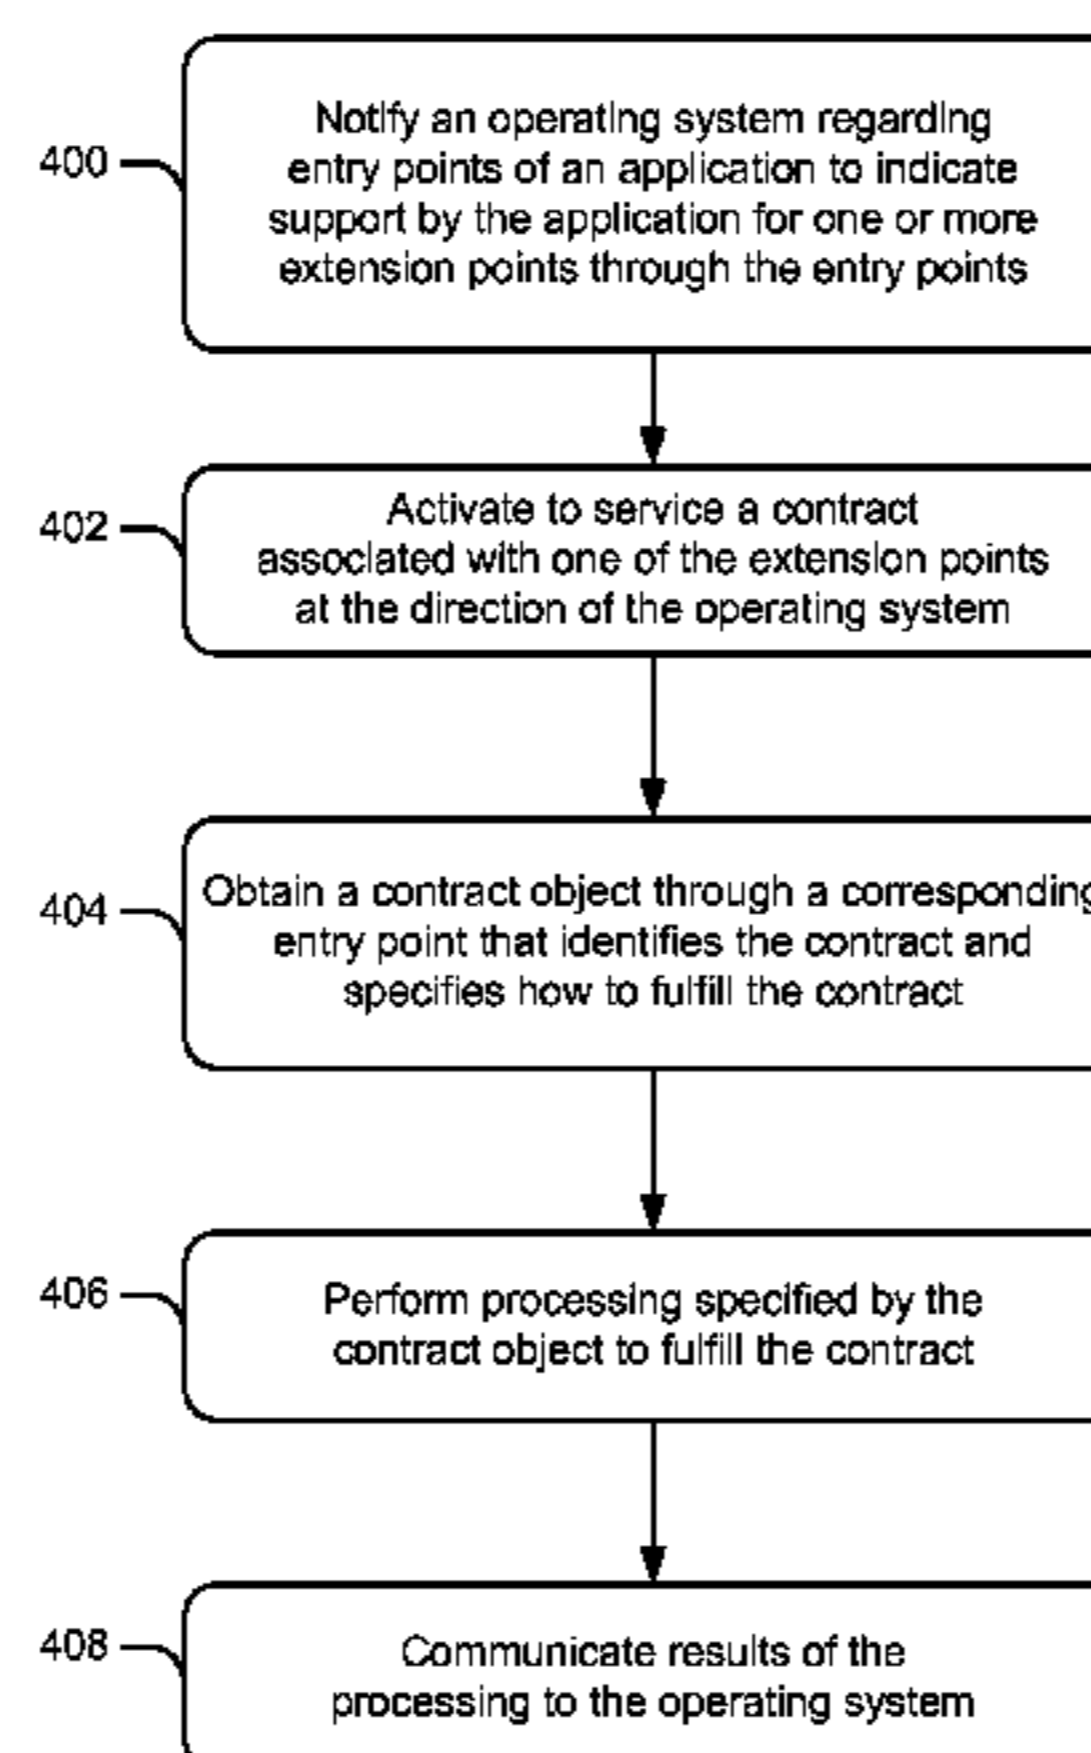 400
Notify an operating system regarding
entry points of an application to indicate
support by the application for one or more
extension points through the entry points
402
Activate to service a contract
associated with one of the extension points
at the direction of the operating system
404
Obtain a contract object through a corresponding
entry point that identifies the contract and
specifies how to fulfill the contract
406
Perform processing specified by the
contract object to fulfill the contract
408
Communicate results of the
processing to the operating system